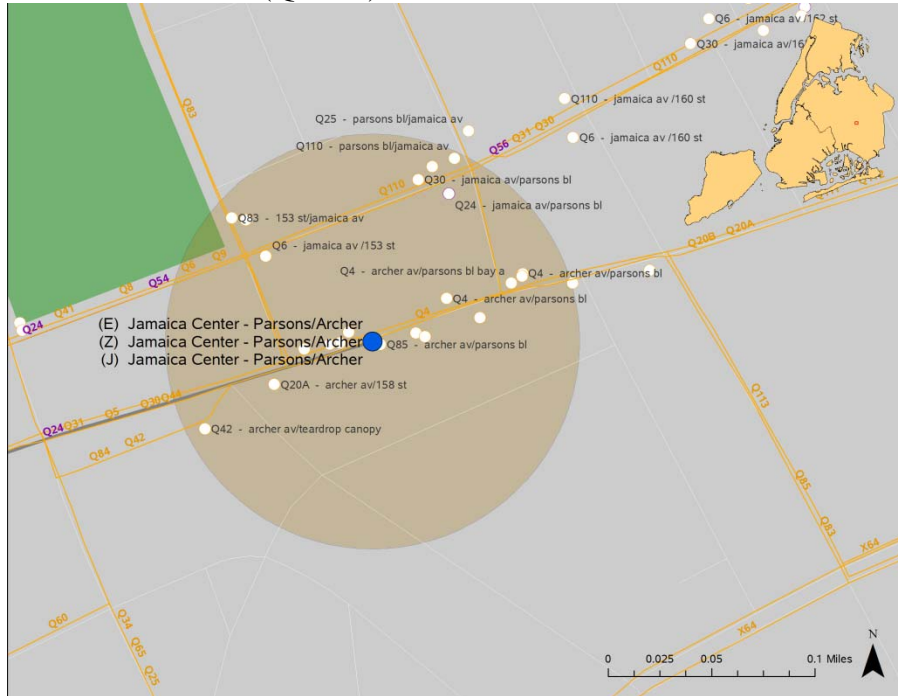 Q6 - jamaica av/162 st
Q30 - jamaica av/16
Q110
Q83
Q110 - jamaica av /160 st
Q25 - parsons bl/jamaica av
Q31
Q30
Q6 - jamaica av /160 st
Q110 - parsons bl/jamaica av
Q56
Q30 - jamaica av/parsons bl
Q110
Q24 - jamaica av/parsons bl
Q83 - 153 st/jamaica av
Q20B
Q20A
Q6 - jamaica av /153 st
Q9
Q6
Q4 - archer av/parsons bl bay a
Q4 - archer av/parsons bl
Q54
Q8
Q41
Q4 - archer av/parsons bl
Q4
Q24
(E) Jamaica Center - Parsons/Archer
(Z) Jamaica Center - Parsons/Archer
Q85 - archer av/parsons bl
(J) Jamaica Center - Parsons/Archer
Q20A - archer av/158 st
Q44
Q30
Q5
Q31
Q24
Q113
Q42 - archer av/teardrop canopy
Q42
Q84
Q85
Q83
X64
Q60
Q34
Q65
Q25
X64
N
0 0.025 0.05 0.1 Miles